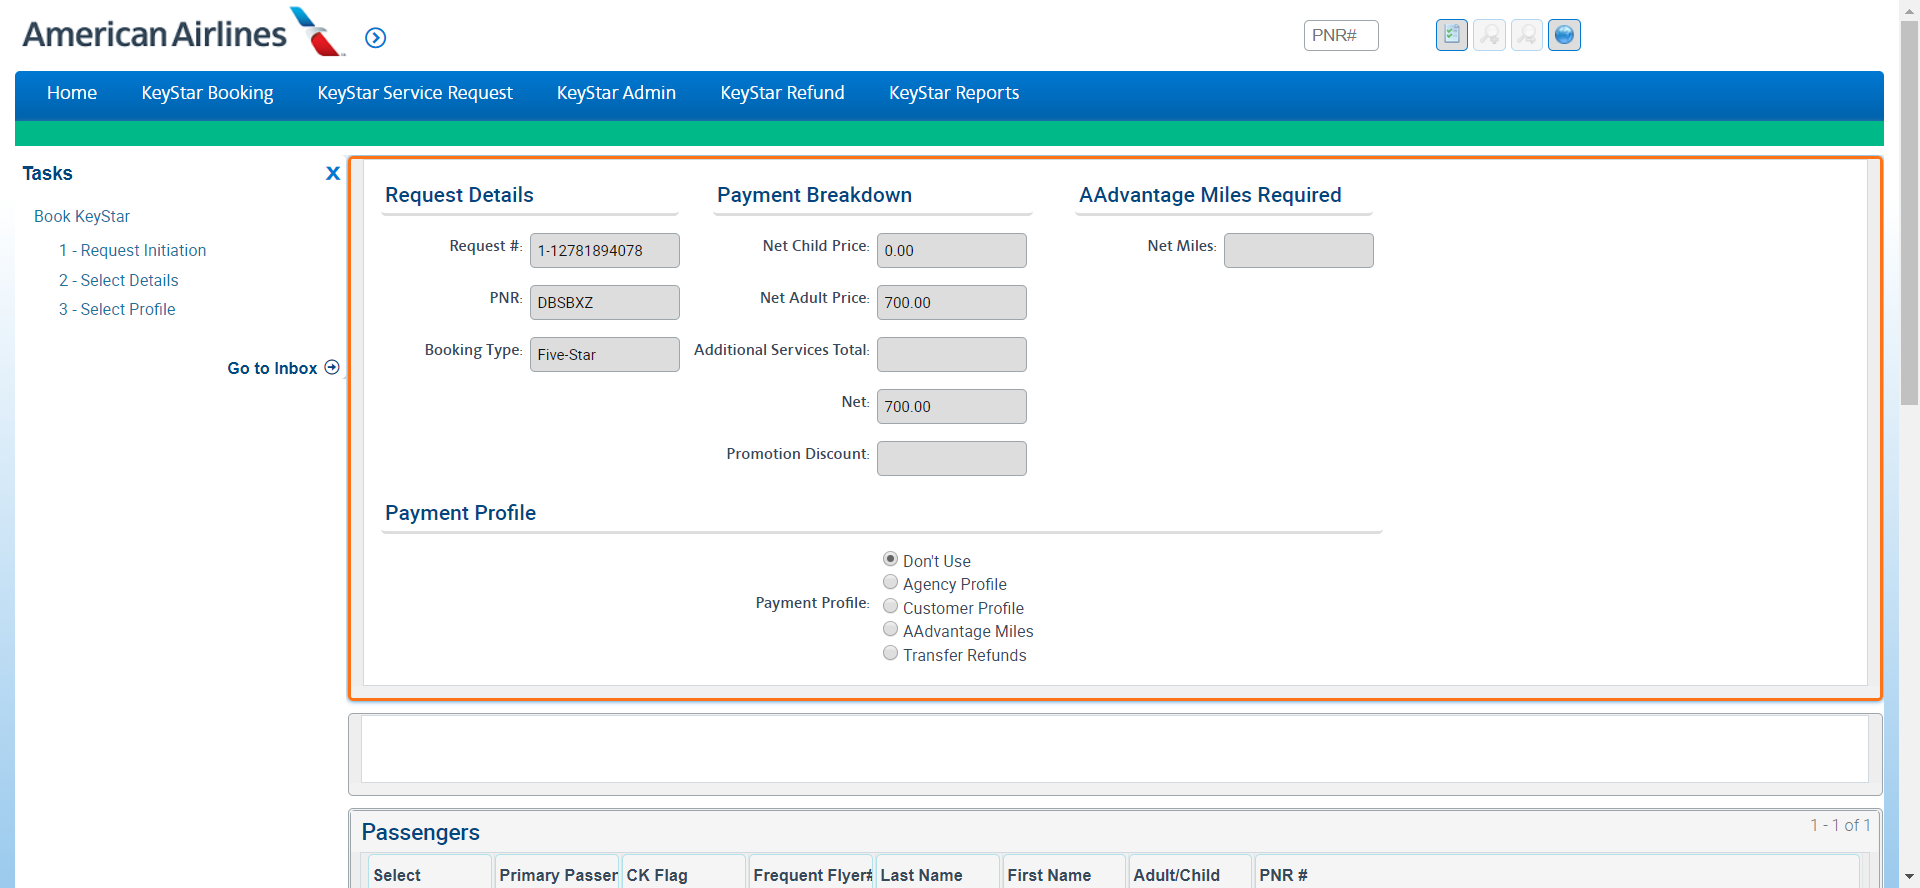 American Airlines
PNR#
Home KeyStar Booking KeyStar Service Request KeyStar Admin KeyStar Refund KeyStar Reports
Tasks X
Book KeyStar
1 - Request Initiation
2 - Select Details
3 - Select Profile
Go to Inbox
Request Details Payment Breakdown AAdvantage Miles Required
Request #: 1-12781894078 Net Child Price: 0.00 Net Miles:
PNR: DBSBXZ Net Adult Price: 700.00
Booking Type: Five-Star Additional Services Total:
Net: 700.00
Promotion Discount:
Payment Profile
Don't Use
Agency Profile
Payment Profile: Customer Profile
AAdvantage Miles
Transfer Refunds
Passengers 1 - 1 of 1
Select Primary Passer CK Flag Frequent Flyer# Last Name First Name Adult/Child PNR #